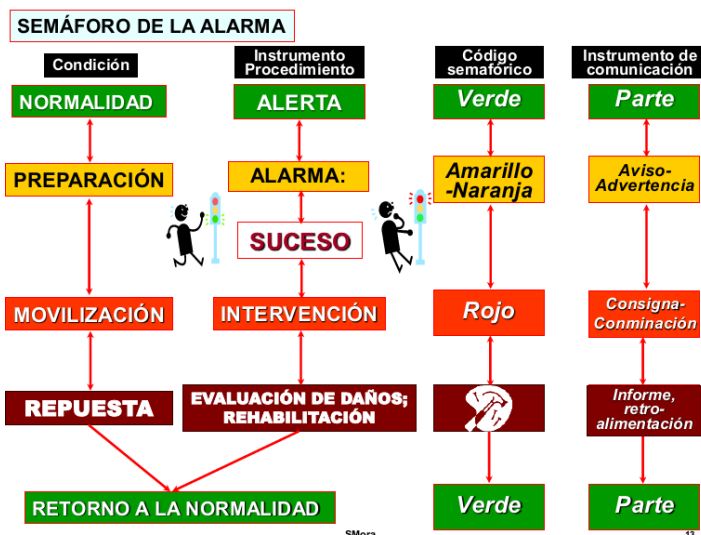 SEMÁFORO DE LA ALARMA
Condición
Instrumento
Procedimiento
Código
semafórico
Instrumento de
comunicación
NORMALIDAD
ALERTA
Verde
Parte
PREPARACIÓN
ALARMA:
Amarillo
-Naranja
Aviso-
Advertencia
SUCESO
MOVILIZACIÓN
INTERVENCIÓN
Rojo
Consigna-
Conminación
REPUESTA
EVALUACIÓN DE DAÑOS;
REHABILITACIÓN
Informe,
retro-
alimentación
RETORNO A LA NORMALIDAD
Verde
Parte
SMora
13